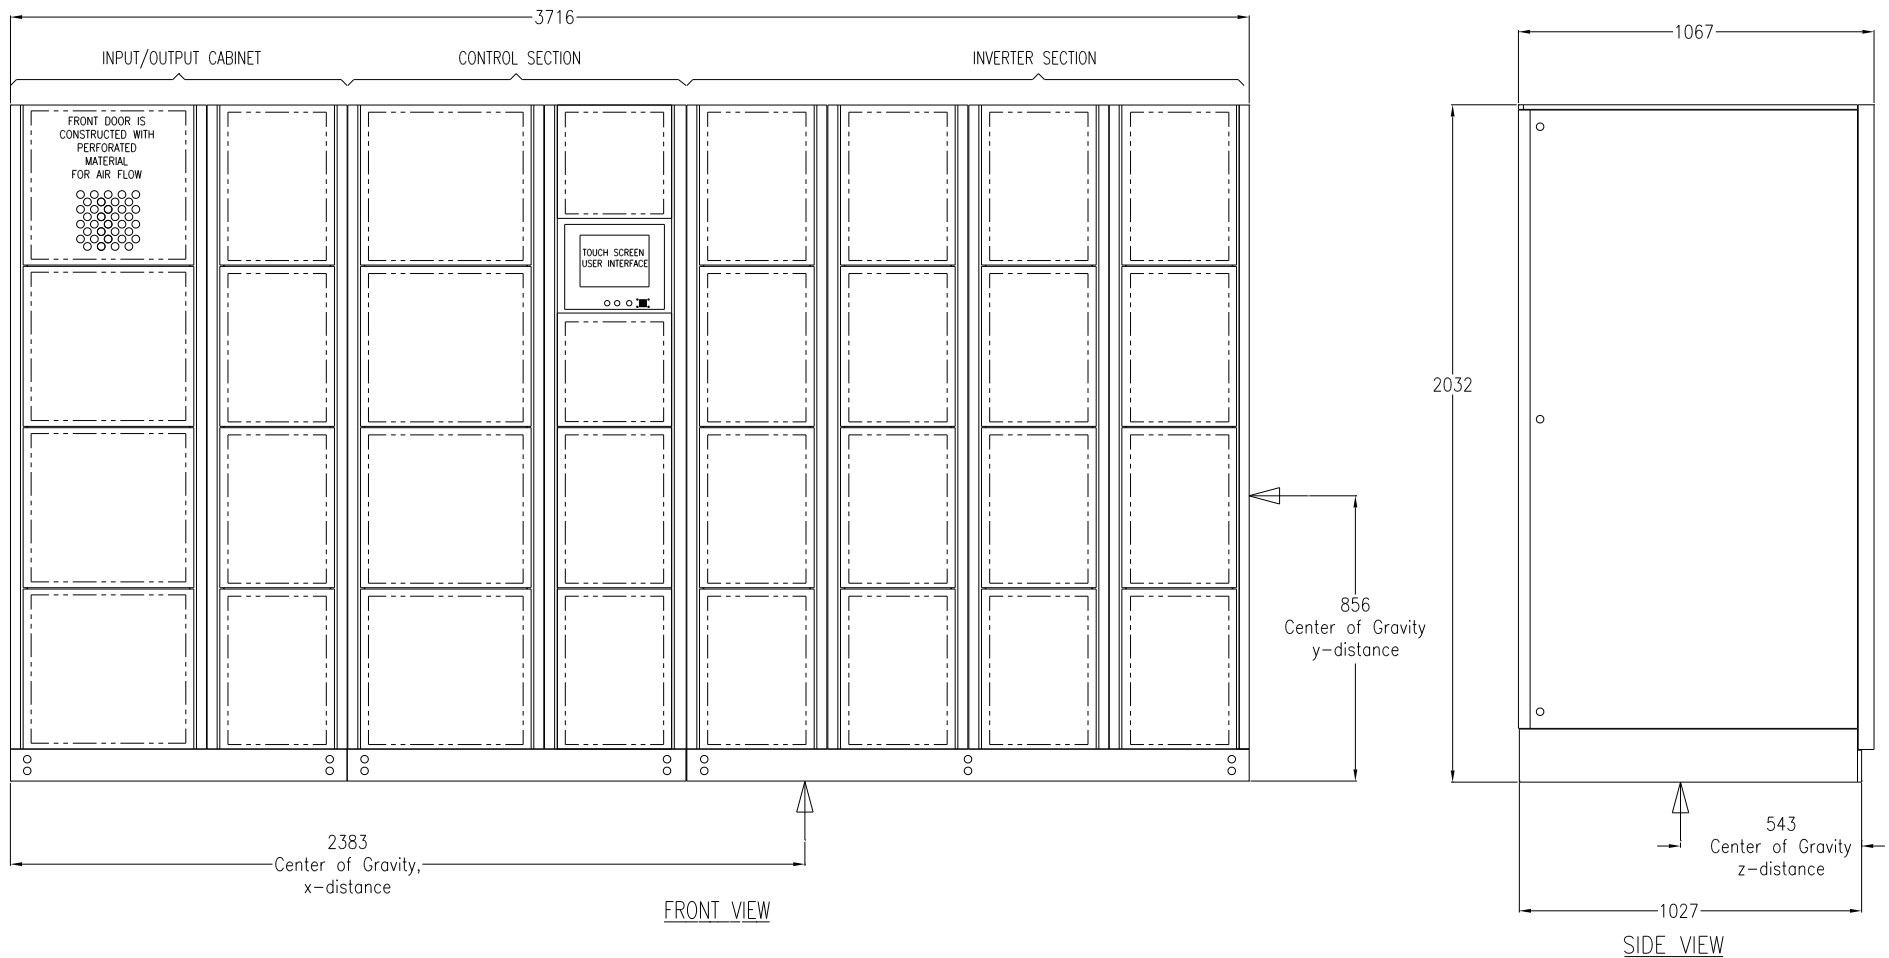 3716
1067
INPUT/OUTPUT CABINET
CONTROL SECTION
INVERTER SECTION
FRONT DOOR IS
CONSTRUCTED WITH
PERFORATED
MATERIAL
FOR AIR FLOW
TOUCH SCREEN
USER INTERFACE
2032
856
Center of Gravity
y-distance
2383
Center of Gravity,
x-distance
543
Center of Gravity
z-distance
FRONT VIEW
1027
SIDE VIEW